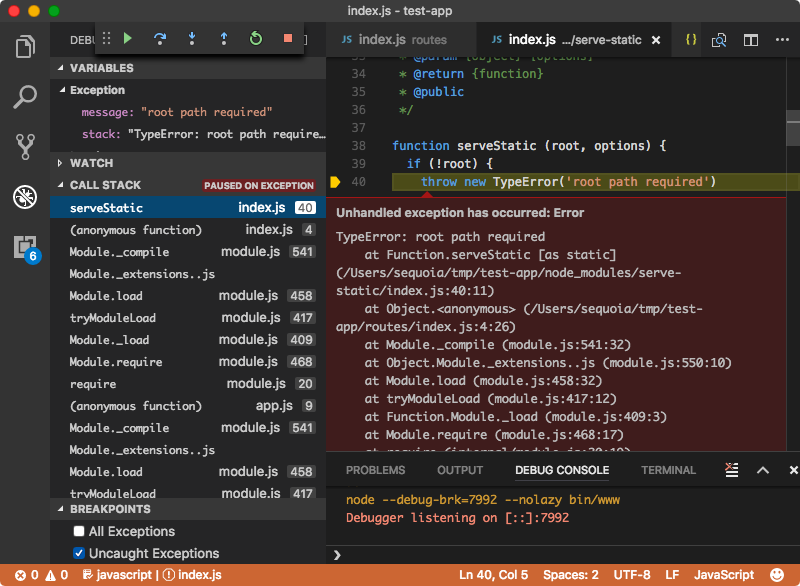 index.js - test-app
DEBU
JS index.js routes
JS index.js .../serve-static ×
{}
VARIABLES
Exception
message: "root path required"
stack: "TypeError: root path require…
WATCH
CALL STACK PAUSED ON EXCEPTION
serveStatic index.js 40
(anonymous function) index.js 4
Module._compile module.js 541
Module._extensions..js
Module.load module.js 458
tryModuleLoad module.js 417
Module._load module.js 409
Module.require module.js 468
require module.js 20
(anonymous function) app.js 9
Module._compile module.js 541
Module._extensions..js
Module.load module.js 458
tryModuleLoad module.js 417
BREAKPOINTS
All Exceptions
Uncaught Exceptions
6
33 * @param {object} [options]
34 * @return {function}
35 * @public
36 */
37
38 function serveStatic (root, options) {
39 if (!root) {
40 throw new TypeError('root path required')
Unhandled exception has occurred: Error
TypeError: root path required
at Function.serveStatic [as static]
(/Users/sequoia/tmp/test-app/node_modules/serve-
static/index.js:40:11)
at Object.<anonymous> (/Users/sequoia/tmp/test-
app/routes/index.js:4:26)
at Module._compile (module.js:541:32)
at Object.Module._extensions..js (module.js:550:10)
at Module.load (module.js:458:32)
at tryModuleLoad (module.js:417:12)
at Function.Module._load (module.js:409:3)
at Module.require (module.js:468:17)
at require (internal/module.js:20:19)
PROBLEMS OUTPUT DEBUG CONSOLE TERMINAL
node --debug-brk=7992 --nolazy bin/www
Debugger listening on [::]:7992
❯
0 0 javascript | index.js Ln 40, Col 5 Spaces: 2 UTF-8 LF JavaScript